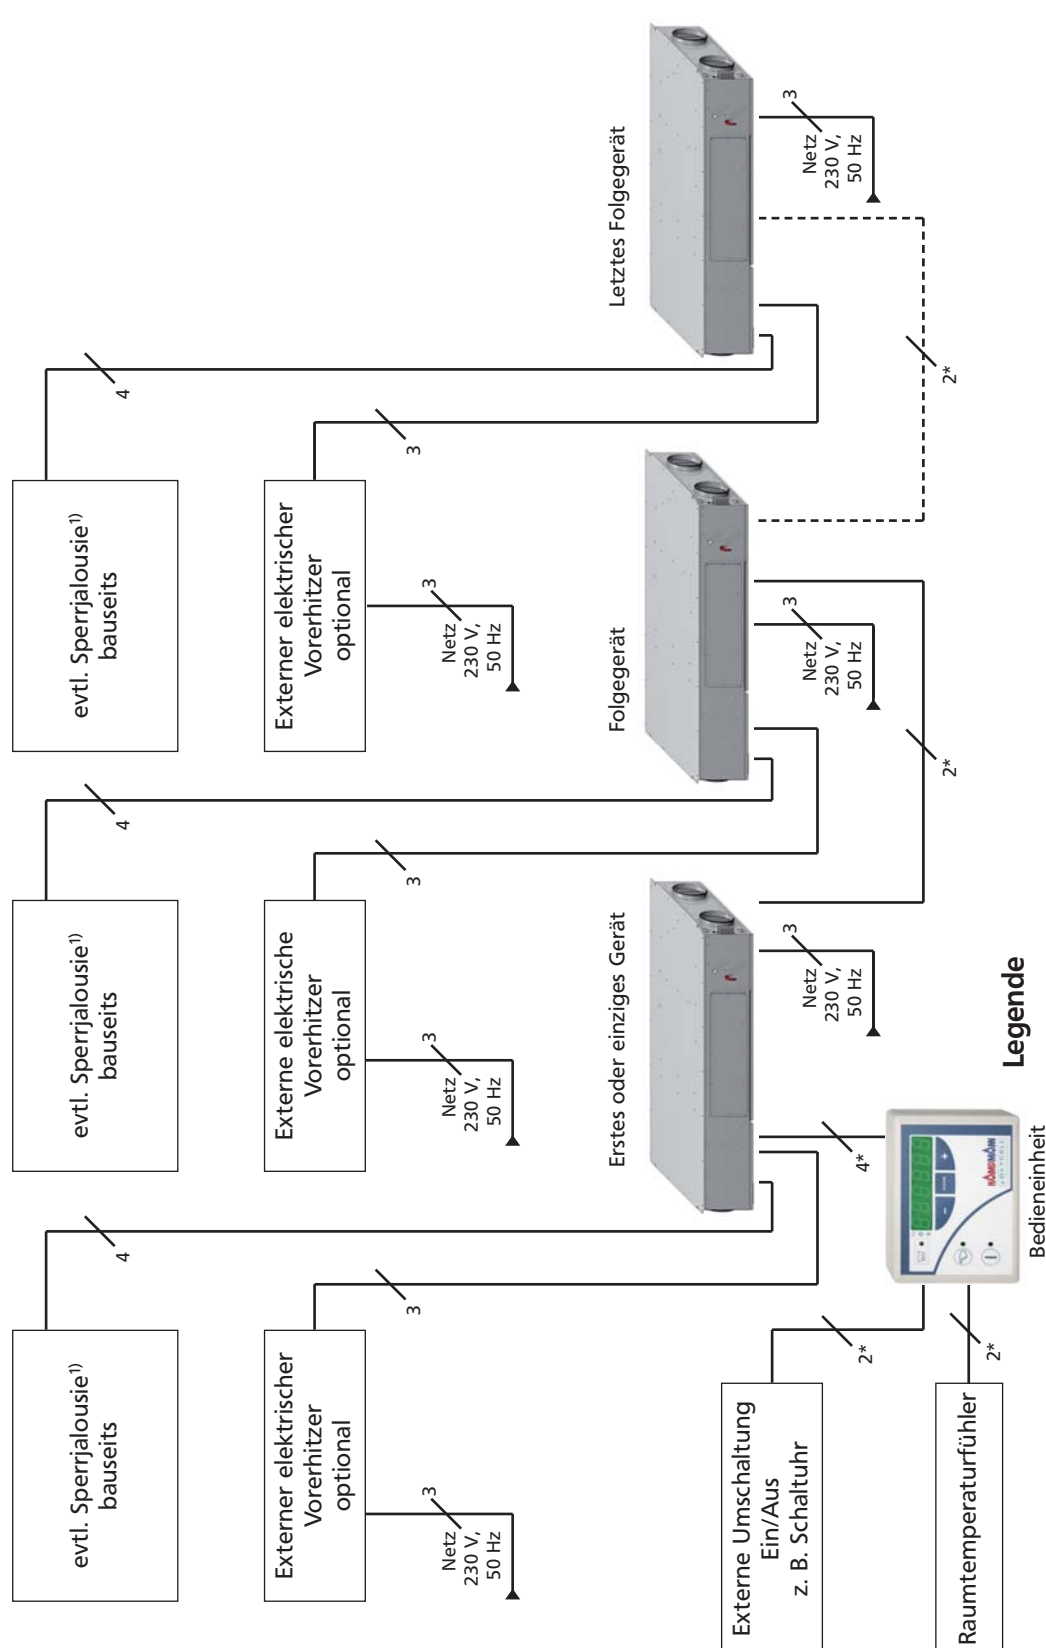 evtl. Sperrjalousie¹⁾
bauseits
4
Externer elektrischer
Vorerhitzer
optional
3
3
Netz
230 V,
50 Hz
evtl. Sperrjalousie¹⁾
bauseits
4
Externe elektrische
Vorerhitzer
optional
3
3
Netz
230 V,
50 Hz
evtl. Sperrjalousie¹⁾
bauseits
4
Externer elektrischer
Vorerhitzer
optional
3
3
Netz
230 V,
50 Hz
Erstes oder einziges Gerät
3
Netz
230 V,
50 Hz
Folgegerät
3
Netz
230 V,
50 Hz
Letztes Folgegerät
3
Netz
230 V,
50 Hz
2*
2*
4*
Externe Umschaltung
Ein/Aus
z. B. Schaltuhr
2*
Raumtemperaturfühler
2*
Bedieneinheit
Legende